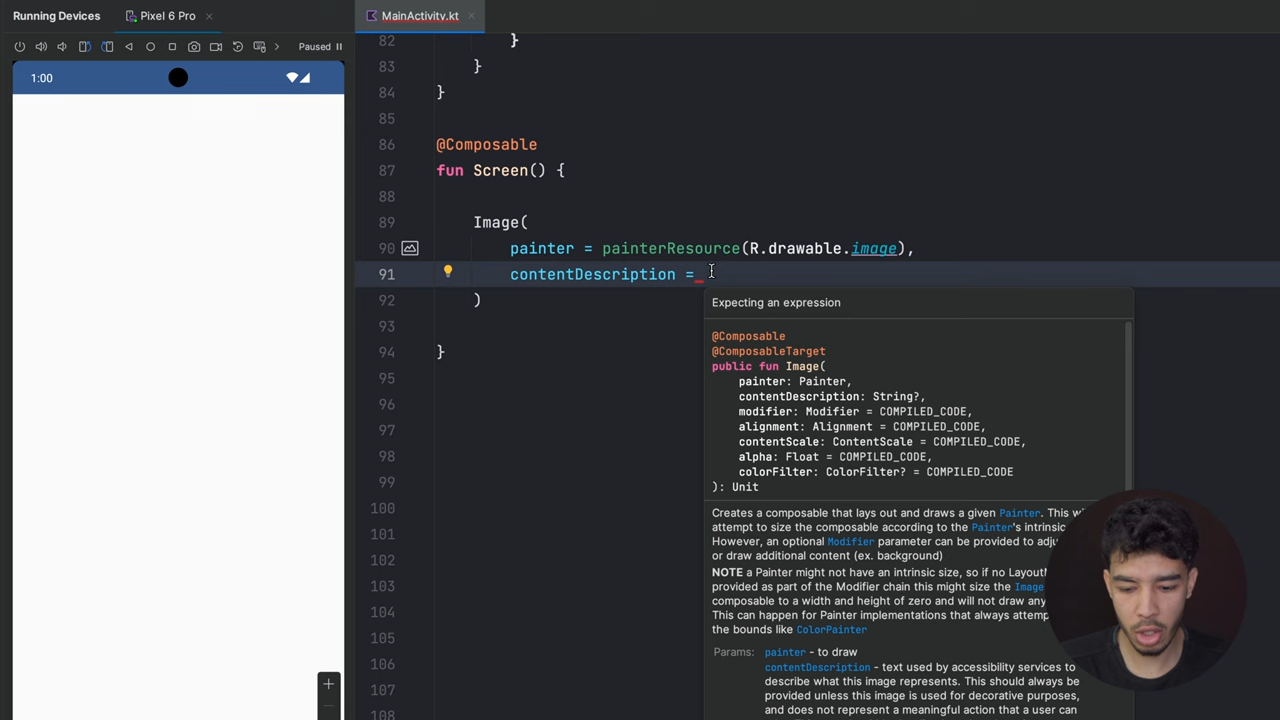 Running Devices
Pixel 6 Pro
MainActivity.kt
Paused
1:00
82 }
83 }
84 }
85
86 @Composable
87 fun Screen() {
88
89 Image(
90 painter = painterResource(R.drawable.image),
91 contentDescription =
92 )
93
94 }
95
96
97
98
99
100
101
102
103
104
105
106
107
108
Expecting an expression
@Composable
@ComposableTarget
public fun Image(
painter: Painter,
contentDescription: String?,
modifier: Modifier = COMPILED_CODE,
alignment: Alignment = COMPILED_CODE,
contentScale: ContentScale = COMPILED_CODE,
alpha: Float = COMPILED_CODE,
colorFilter: ColorFilter? = COMPILED_CODE
): Unit
Creates a composable that lays out and draws a given Painter. This will
attempt to size the composable according to the Painter's intrinsic
However, an optional Modifier parameter can be provided to
or draw additional content (ex. background)
NOTE a Painter might not have an intrinsic size, so if no
provided as part of the Modifier chain this might size the Image
composable to a width and height of zero and will not draw
This can happen for Painter implementations that always
the bounds like ColorPainter
Params: painter - to draw
contentDescription - text used by accessibility services to
describe what this image represents. This should always be
provided unless this image is used for decorative purposes,
and does not represent a meaningful action that a user can